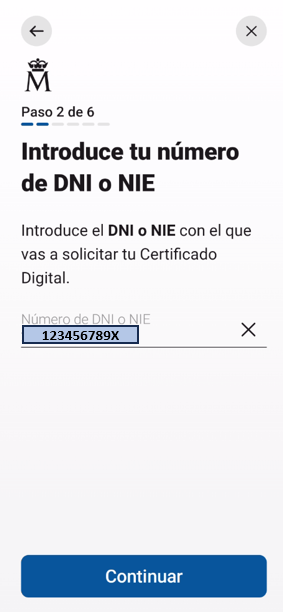 M
Paso 2 de 6
Introduce tu número
de DNI o NIE
Introduce el DNI o NIE con el que
vas a solicitar tu Certificado
Digital.
Número de DNI o NIE
123456789X
Continuar